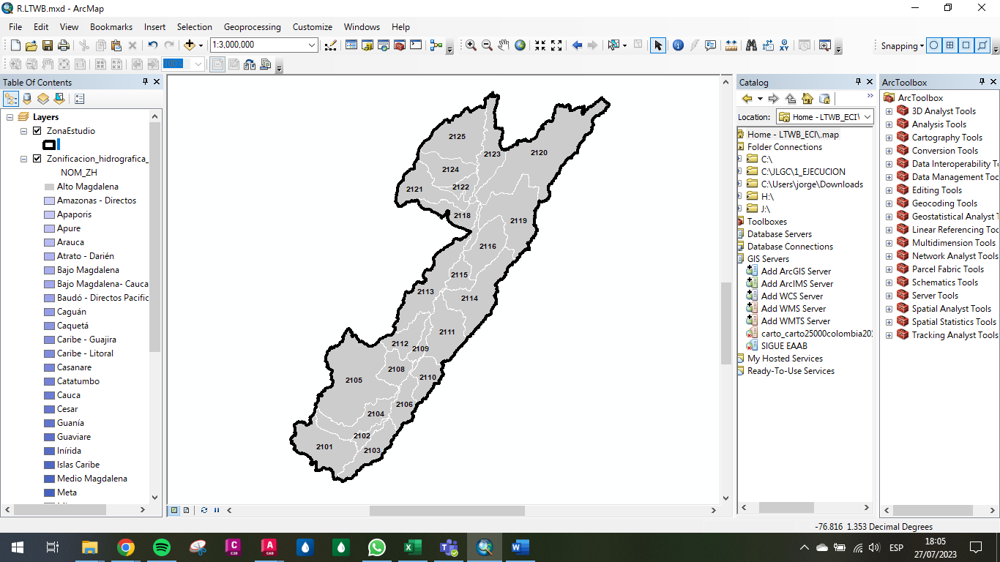 R.LTWB.mxd - ArcMap
File Edit View Bookmarks Insert Selection Geoprocessing Customize Windows Help
1:3,000,000
Snapping
100%
Table Of Contents
Layers
ZonaEstudio
Zonificacion_hidrografica_
NOM_ZH
Alto Magdalena
Amazonas - Directos
Apaporis
Apure
Arauca
Atrato - Darién
Bajo Magdalena
Bajo Magdalena- Cauca
Baudó - Directos Pacific
Caguán
Caquetá
Caribe - Guajira
Caribe - Litoral
Casanare
Catatumbo
Cauca
Cesar
Guanía
Guaviare
Inírida
Islas Caribe
Medio Magdalena
Meta
2125
2123
2120
2124
2122
2121
2118
2119
2116
2115
2113
2114
2111
2112
2109
2108
2105
2110
2106
2104
2102
2101
2103
Catalog
Location: Home - LTWB_ECI\
Home - LTWB_ECI\.map
Folder Connections
C:\
C:\JLGC\1_EJECUCION
C:\Users\jorge\Downloads
H:\
J:\
Toolboxes
Database Servers
Database Connections
GIS Servers
Add ArcGIS Server
Add ArcIMS Server
Add WCS Server
Add WMS Server
Add WMTS Server
carto_carto25000colombia20
SIGUE EAAB
My Hosted Services
Ready-To-Use Services
ArcToolbox
ArcToolbox
3D Analyst Tools
Analysis Tools
Cartography Tools
Conversion Tools
Data Interoperability T
Data Management Too
Editing Tools
Geocoding Tools
Geostatistical Analyst T
Linear Referencing Too
Multidimension Tools
Network Analyst Tools
Parcel Fabric Tools
Schematics Tools
Server Tools
Spatial Analyst Tools
Spatial Statistics Tools
Tracking Analyst Tools
-76.816 1.353 Decimal Degrees
ESP
18:05
27/07/2023